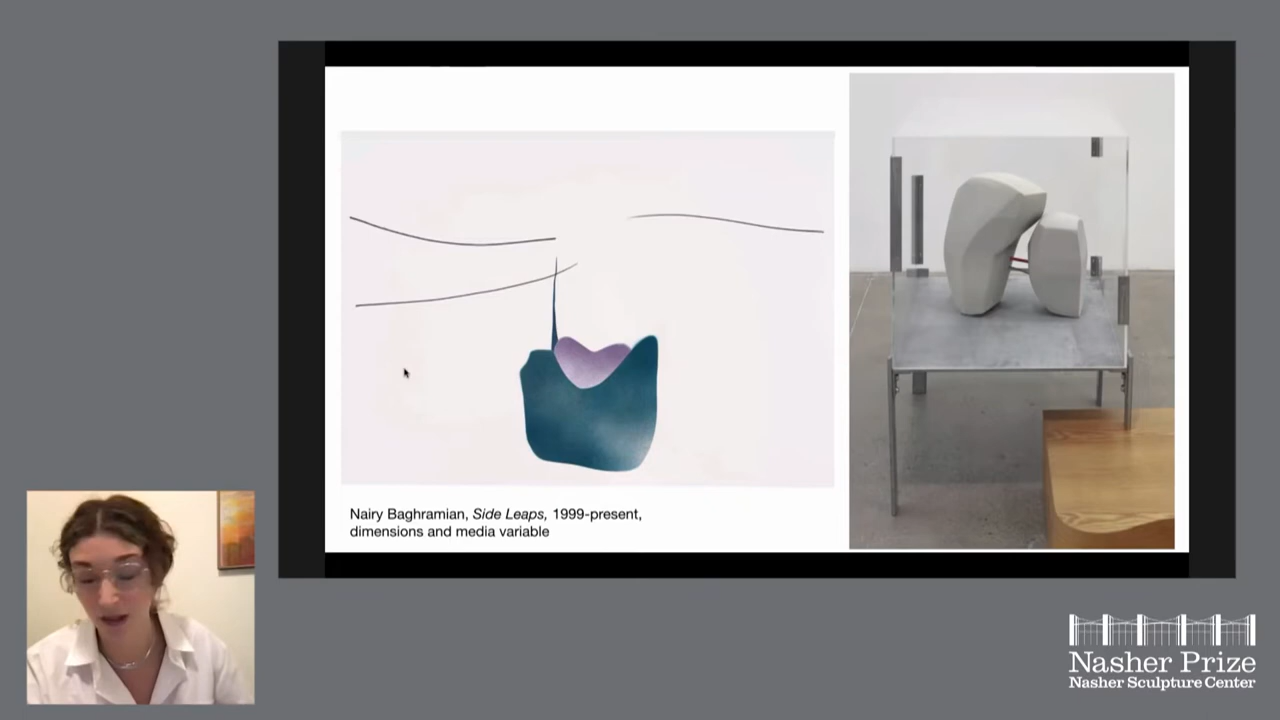 Nairy Baghramian, Side Leaps, 1999-present,
dimensions and media variable
Nasher Prize
Nasher Sculpture Center